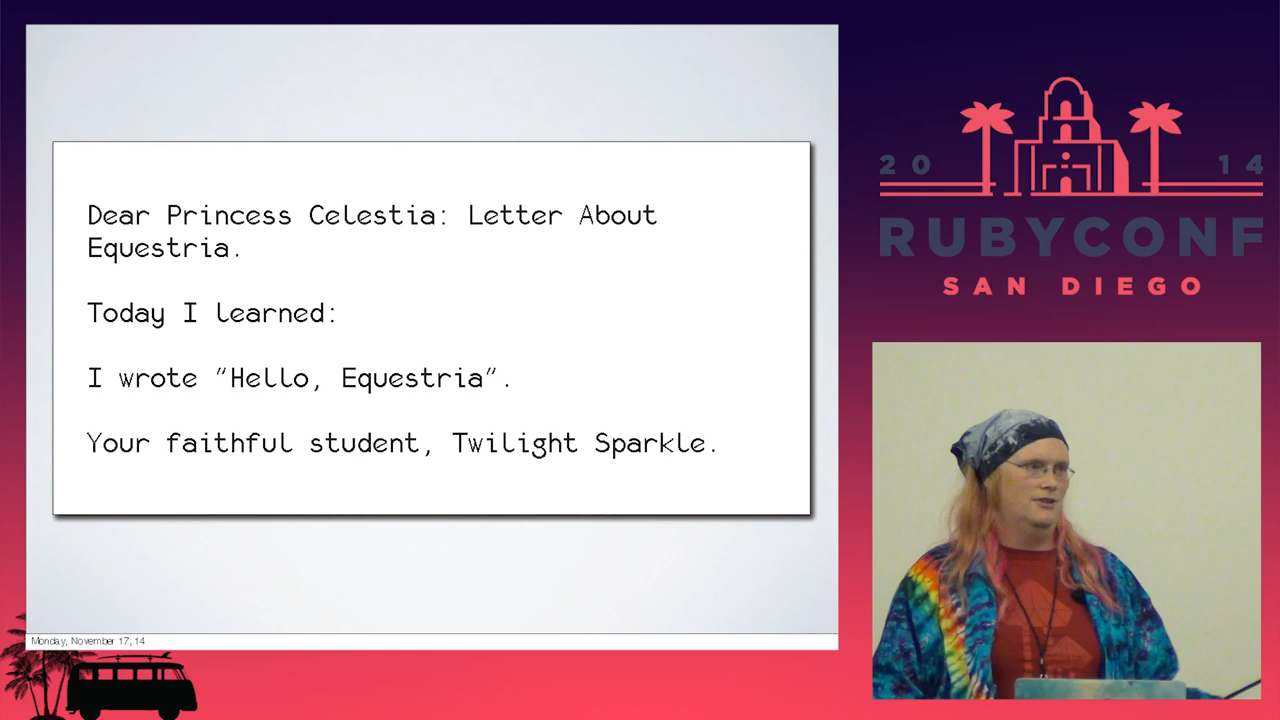 Dear Princess Celestia: Letter About
Equestria.
Today I learned:
I wrote "Hello, Equestria".
Your faithful student, Twilight Sparkle.
Monday, November 17, 14
20 14
RUBYCONF
SAN DIEGO